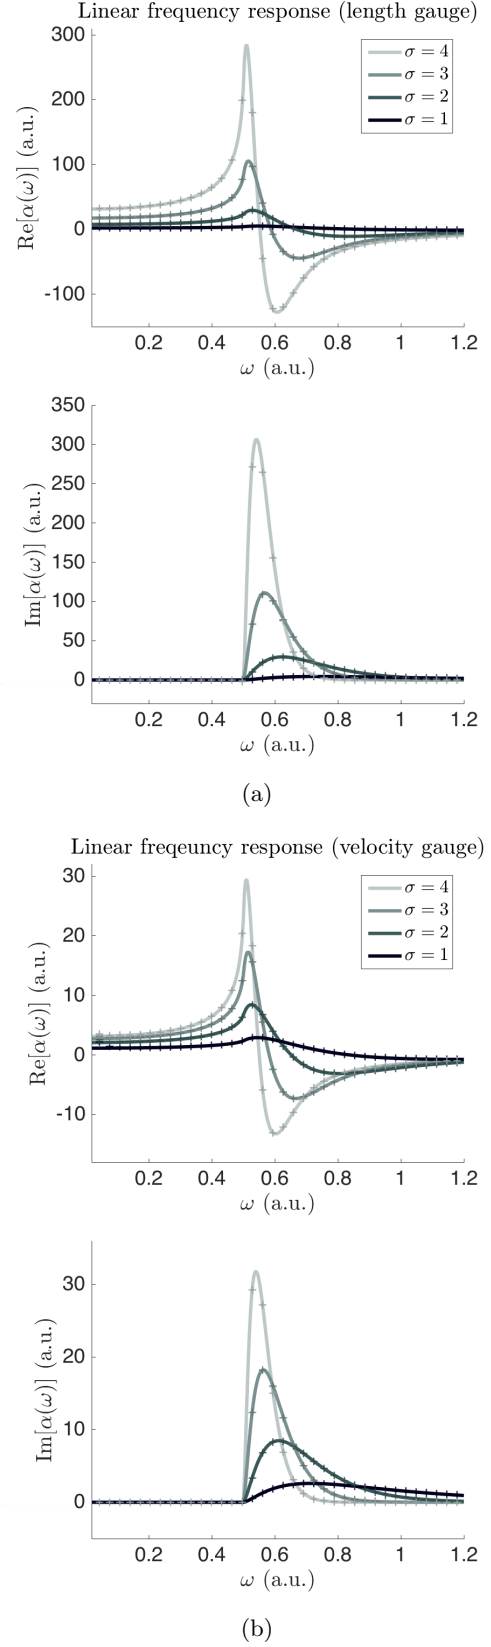 Linear frequency response (length gauge)
300
200
100
0
-100
Re[α(ω)] (a.u.)
σ = 4
σ = 3
σ = 2
σ = 1
0.2 0.4 0.6 0.8 1 1.2
ω (a.u.)
350
300
250
200
150
100
50
0
Im[α(ω)] (a.u.)
0.2 0.4 0.6 0.8 1 1.2
ω (a.u.)
(a)
Linear freqeuncy response (velocity gauge)
30
20
10
0
-10
Re[α(ω)] (a.u.)
σ = 4
σ = 3
σ = 2
σ = 1
0.2 0.4 0.6 0.8 1 1.2
ω (a.u.)
30
20
10
0
Im[α(ω)] (a.u.)
0.2 0.4 0.6 0.8 1 1.2
ω (a.u.)
(b)